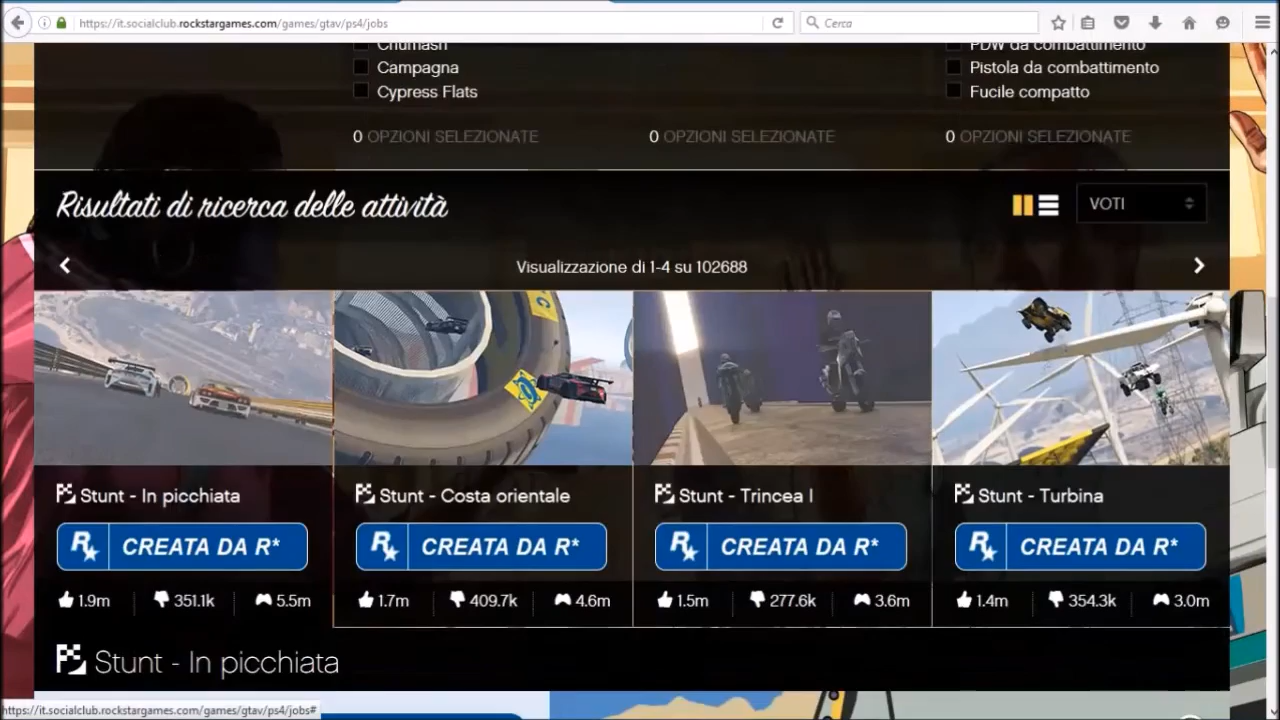 https://it.socialclub.rockstargames.com/games/gtav/ps4/jobs
Cerca
Chumash
PDW da combattimento
Campagna
Pistola da combattimento
Cypress Flats
Fucile compatto
0 OPZIONI SELEZIONATE
0 OPZIONI SELEZIONATE
0 OPZIONI SELEZIONATE
Risultati di ricerca delle attività
VOTI
Visualizzazione di 1-4 su 102688
Stunt - In picchiata
Stunt - Costa orientale
Stunt - Trincea I
Stunt - Turbina
R★ CREATA DA R*
R★ CREATA DA R*
R★ CREATA DA R*
R★ CREATA DA R*
1.9m 351.1k 5.5m
1.7m 409.7k 4.6m
1.5m 277.6k 3.6m
1.4m 354.3k 3.0m
Stunt - In picchiata
https://it.socialclub.rockstargames.com/games/gtav/ps4/jobs#